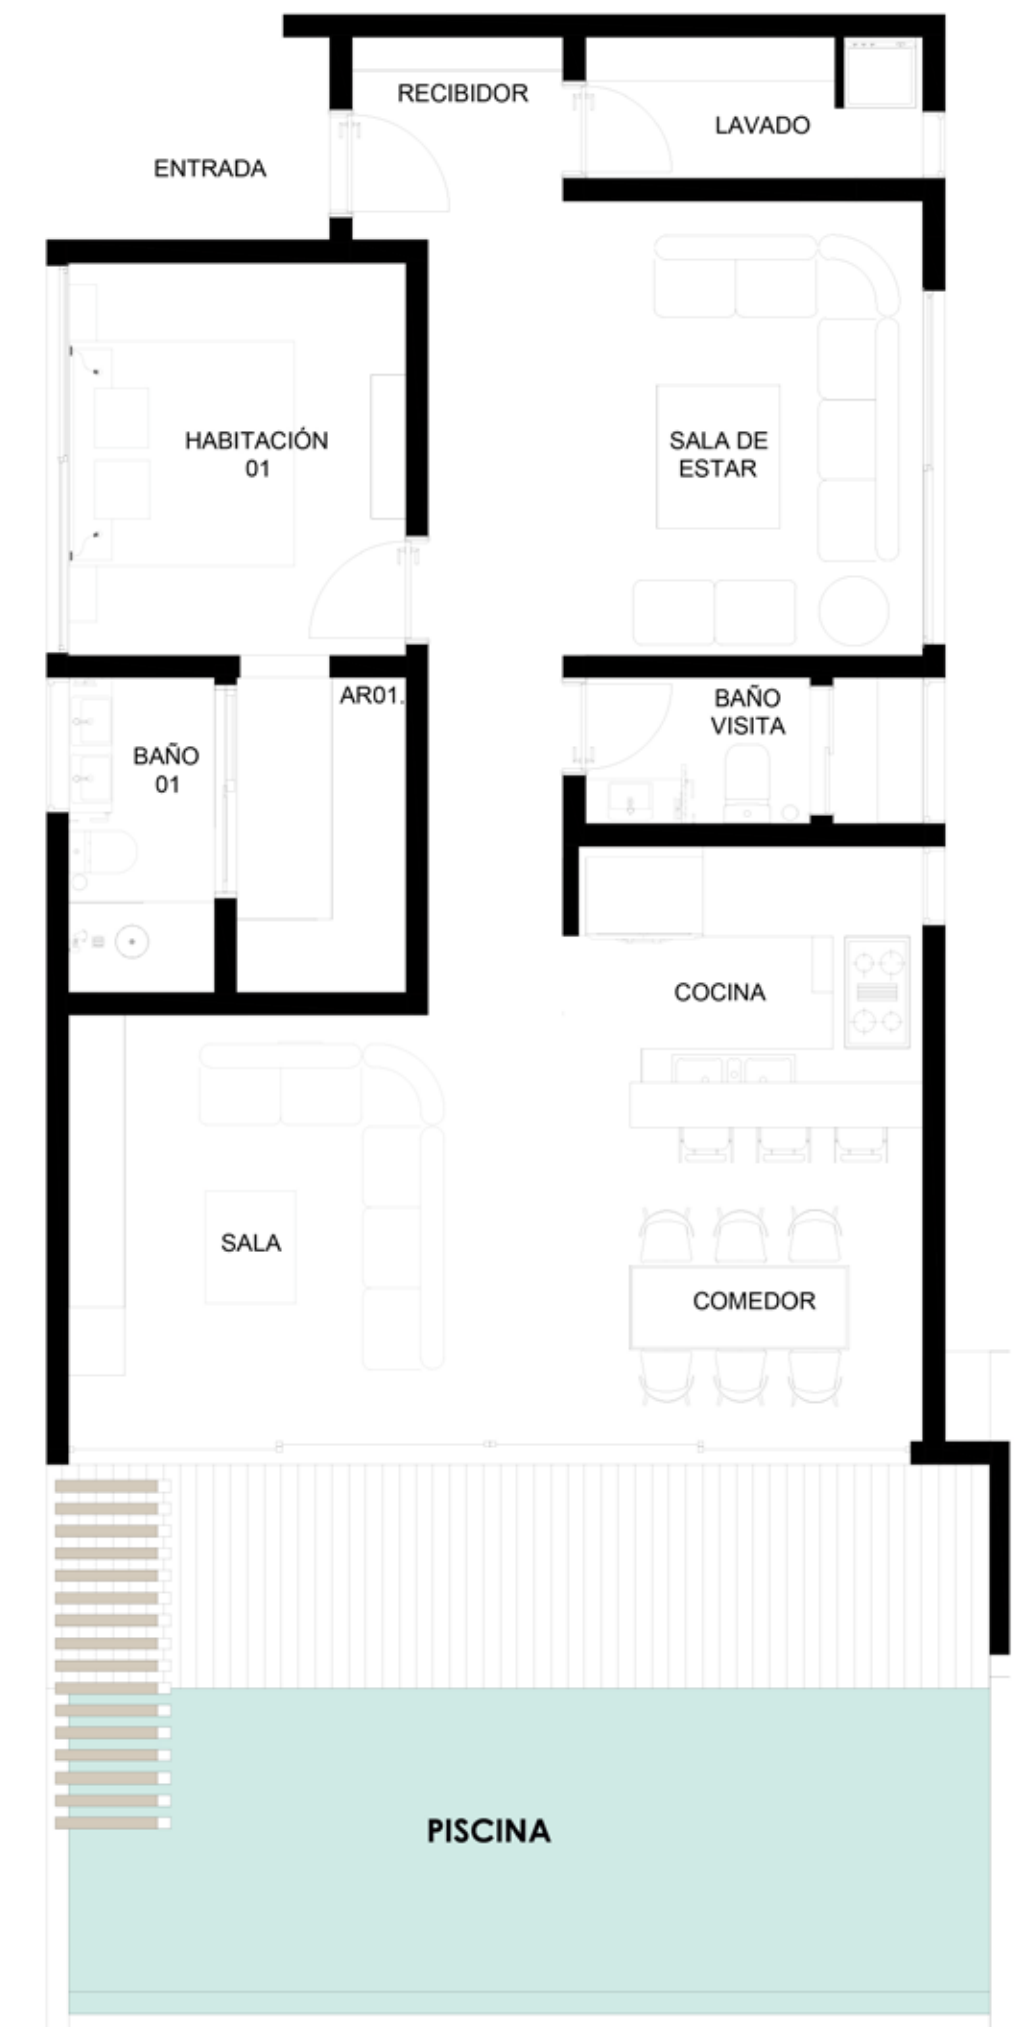 RECIBIDOR
LAVADO
ENTRADA
HABITACIÓN
01
SALA DE
ESTAR
AR01.
BAÑO
VISITA
BAÑO
01
COCINA
SALA
COMEDOR
PISCINA